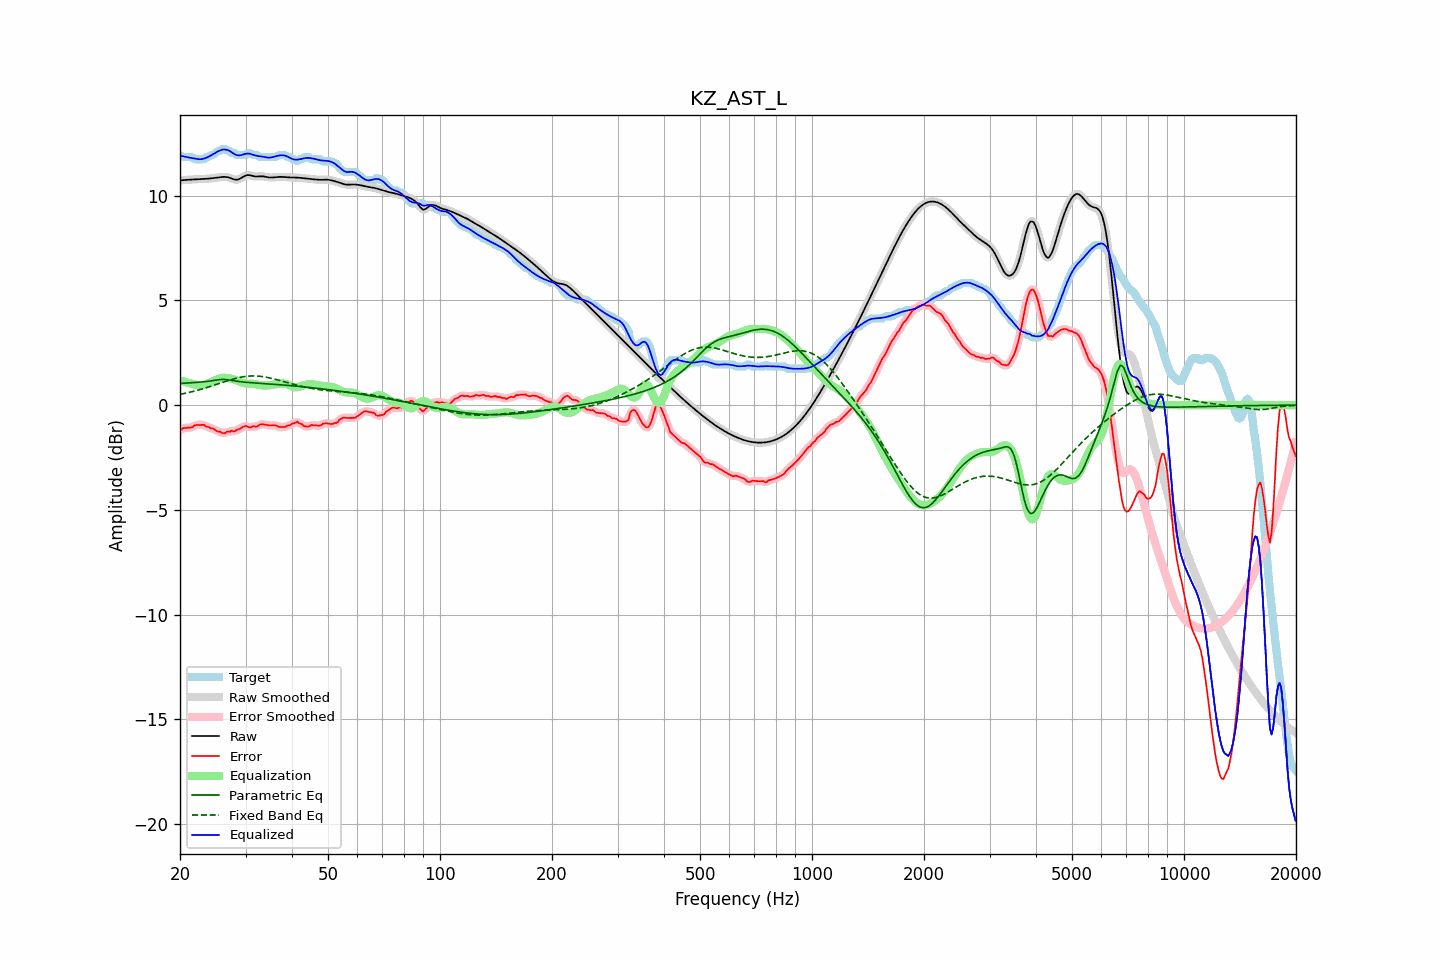 KZ_AST_L
Amplitude (dBr)
10
5
0
−5
−10
−15
−20
Target
Raw Smoothed
Error Smoothed
Raw
Error
Equalization
Parametric Eq
Fixed Band Eq
Equalized
20 50 100 200 500 1000 2000 5000 10000 20000
Frequency (Hz)